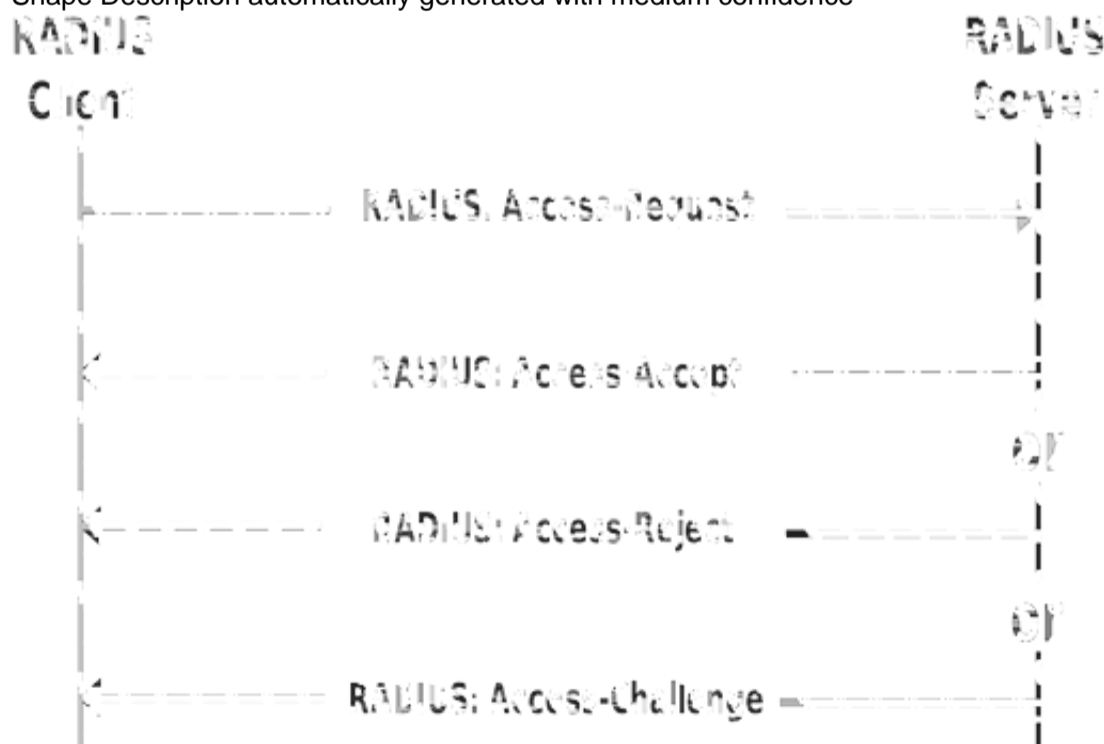 Shape Description automatically generated with medium confidence
RADIUS
Client
RADIUS
Server
RADIUS: Access-Request
RADIUS: Access-Accept
or
RADIUS: Access-Reject
or
RADIUS: Access-Challenge